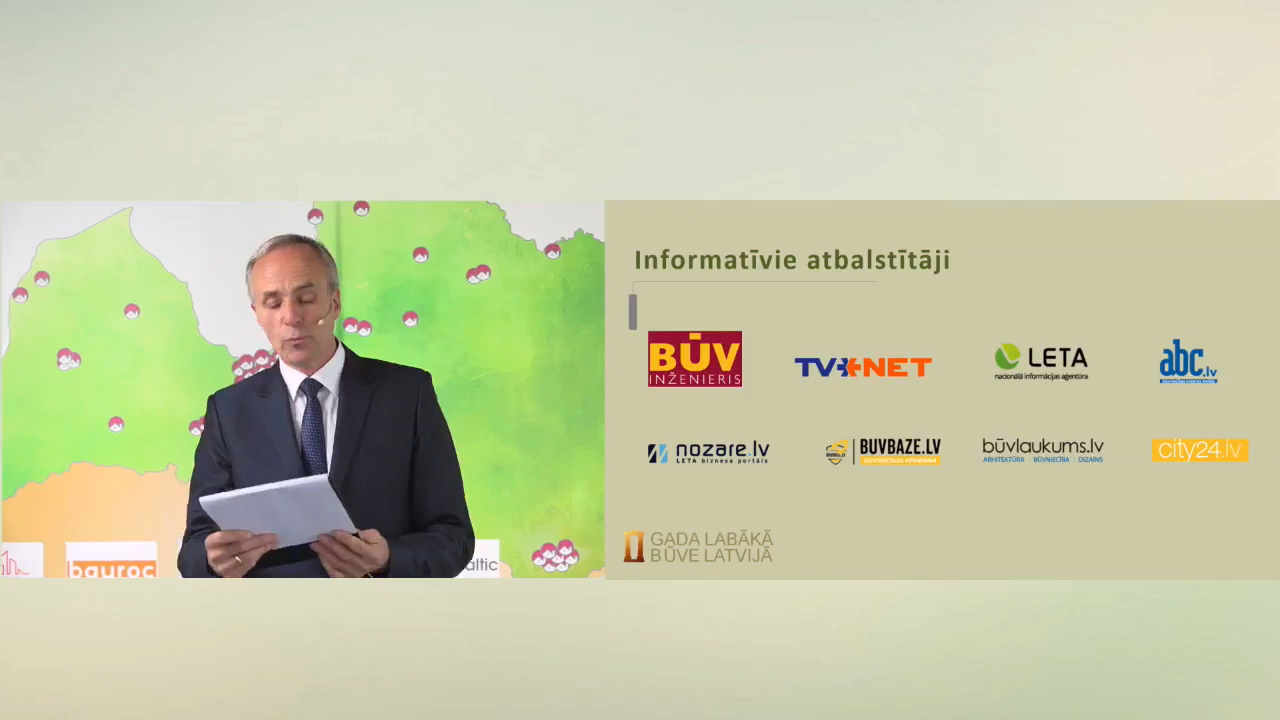 Informatīvie atbalstītāji
BŪV
INŽENIERIS
TVNET
LETA
nacionālā informācijas aģentūra
abc.lv
nozare.lv
LETA biznesa portāls
BUVBAZE.LV
būvlaukums.lv
ARHITEKTŪRA BŪVNIECĪBA DIZAINS
city24.lv
GADA LABĀKĀ
BŪVE LATVIJĀ
bauroc
altic